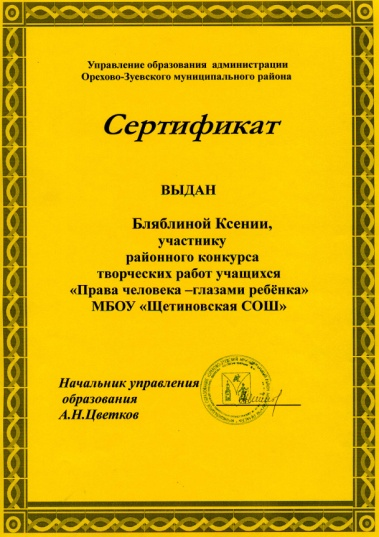 Управление образования администрации
Орехово-Зуевского муниципального района
Сертификат
ВЫДАН
Бляблиной Ксении,
участнику
районного конкурса
творческих работ учащихся
«Права человека –глазами ребёнка»
МБОУ «Щетиновская СОШ»
Начальник управления
образования
А.Н.Цветков